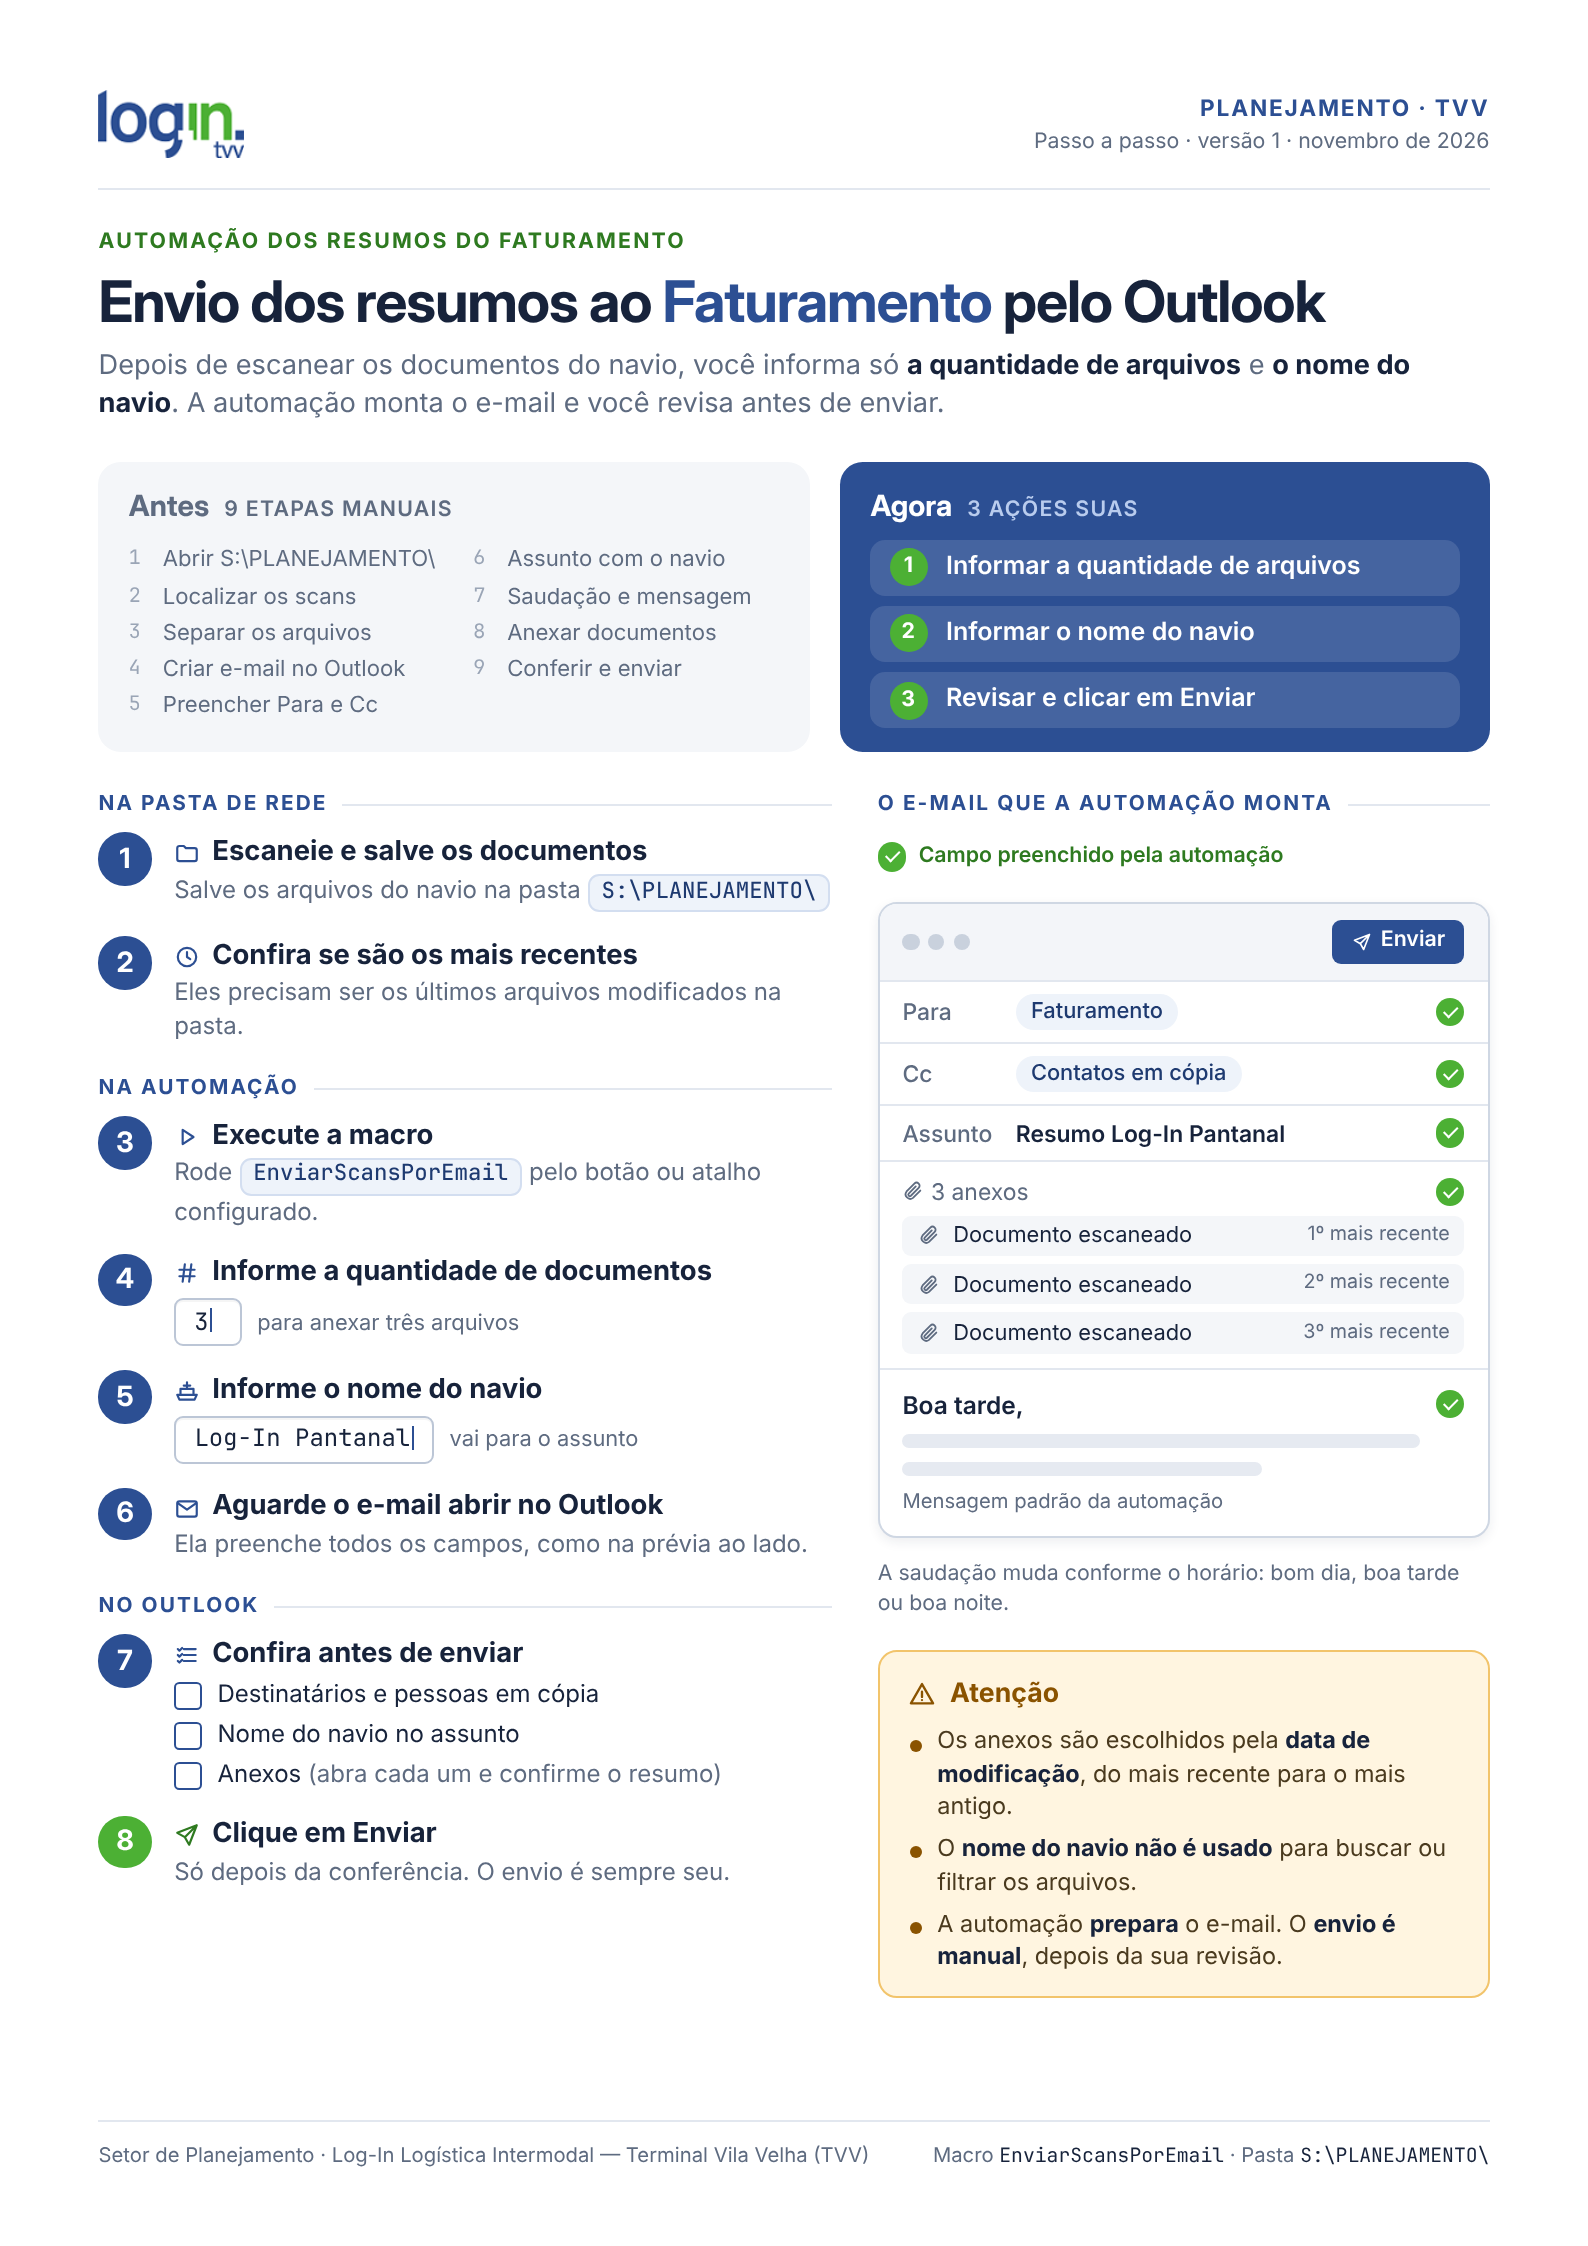 login.
tvv
PLANEJAMENTO · TVV
Passo a passo · versão 1 · novembro de 2026
AUTOMAÇÃO DOS RESUMOS DO FATURAMENTO
Envio dos resumos ao Faturamento pelo Outlook
Depois de escanear os documentos do navio, você informa só a quantidade de arquivos e o nome do
navio. A automação monta o e-mail e você revisa antes de enviar.
Antes 9 ETAPAS MANUAIS
1 Abrir S:\PLANEJAMENTO\
2 Localizar os scans
3 Separar os arquivos
4 Criar e-mail no Outlook
5 Preencher Para e Cc
6 Assunto com o navio
7 Saudação e mensagem
8 Anexar documentos
9 Conferir e enviar
Agora 3 AÇÕES SUAS
1 Informar a quantidade de arquivos
2 Informar o nome do navio
3 Revisar e clicar em Enviar
NA PASTA DE REDE
1 Escaneie e salve os documentos
Salve os arquivos do navio na pasta S:\PLANEJAMENTO\
2 Confira se são os mais recentes
Eles precisam ser os últimos arquivos modificados na
pasta.
NA AUTOMAÇÃO
3 Execute a macro
Rode EnviarScansPorEmail pelo botão ou atalho
configurado.
4 Informe a quantidade de documentos
3 para anexar três arquivos
5 Informe o nome do navio
Log-In Pantanal vai para o assunto
6 Aguarde o e-mail abrir no Outlook
Ela preenche todos os campos, como na prévia ao lado.
NO OUTLOOK
7 Confira antes de enviar
Destinatários e pessoas em cópia
Nome do navio no assunto
Anexos (abra cada um e confirme o resumo)
8 Clique em Enviar
Só depois da conferência. O envio é sempre seu.
O E-MAIL QUE A AUTOMAÇÃO MONTA
Campo preenchido pela automação
Enviar
Para Faturamento
Cc Contatos em cópia
Assunto Resumo Log-In Pantanal
3 anexos
Documento escaneado 1º mais recente
Documento escaneado 2º mais recente
Documento escaneado 3º mais recente
Boa tarde,
Mensagem padrão da automação
A saudação muda conforme o horário: bom dia, boa tarde
ou boa noite.
Atenção
Os anexos são escolhidos pela data de
modificação, do mais recente para o mais
antigo.
O nome do navio não é usado para buscar ou
filtrar os arquivos.
A automação prepara o e-mail. O envio é
manual, depois da sua revisão.
Setor de Planejamento · Log-In Logística Intermodal — Terminal Vila Velha (TVV)
Macro EnviarScansPorEmail · Pasta S:\PLANEJAMENTO\